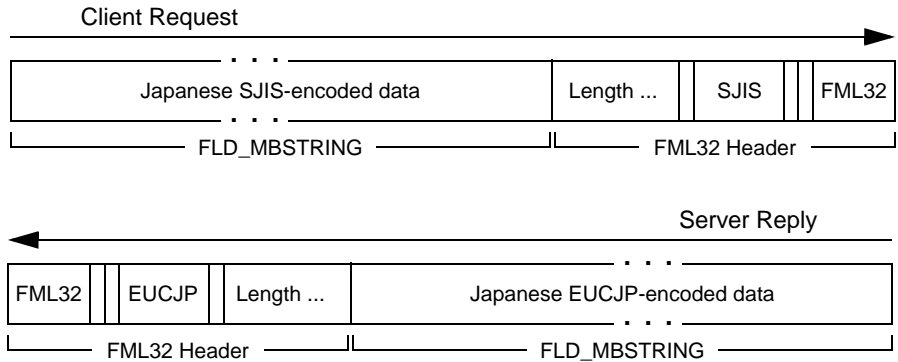 Client Request
Japanese SJIS-encoded data Length ... SJIS FML32
FLD_MBSTRING FML32 Header
Server Reply
FML32 EUCJP Length ... Japanese EUCJP-encoded data
FML32 Header FLD_MBSTRING